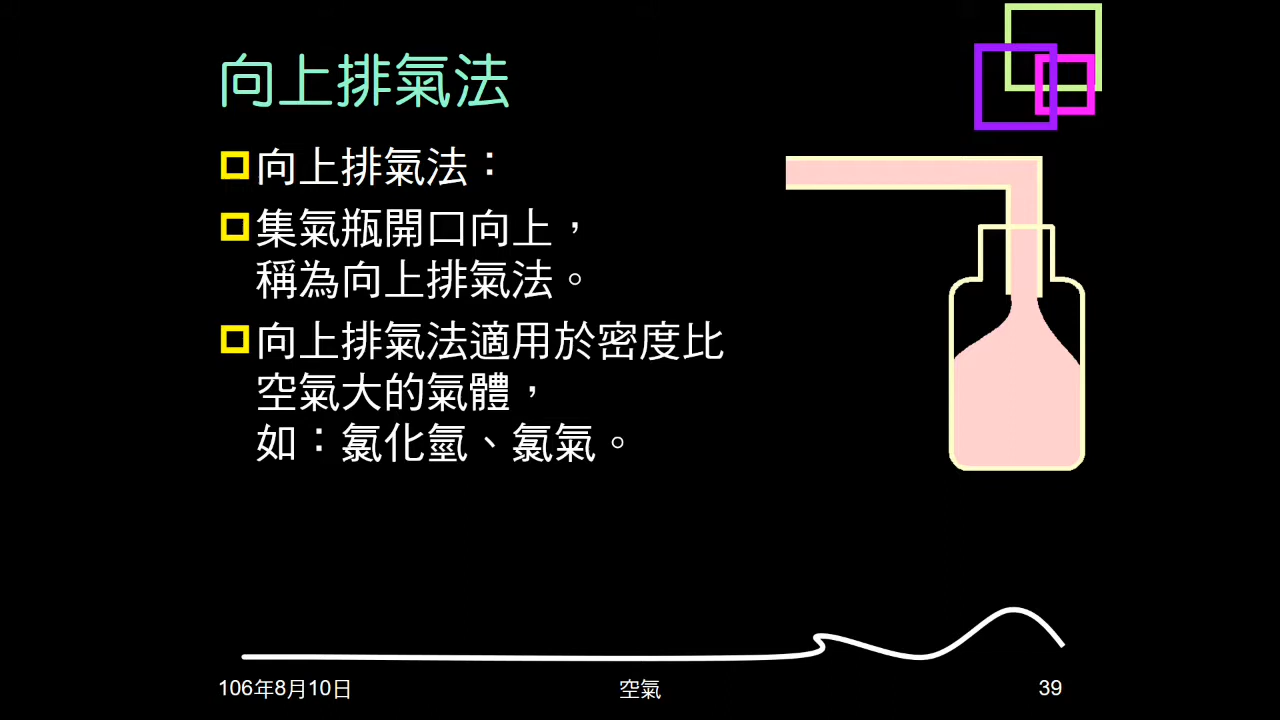 向上排氣法
向上排氣法：
集氣瓶開口向上，
稱為向上排氣法。
向上排氣法適用於密度比
空氣大的氣體，
如：氯化氫、氯氣。
106年8月10日
空氣
39